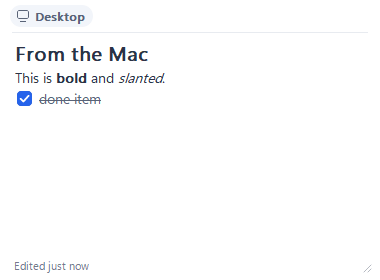 Desktop
From the Mac
This is bold and slanted.
done item
Edited just now